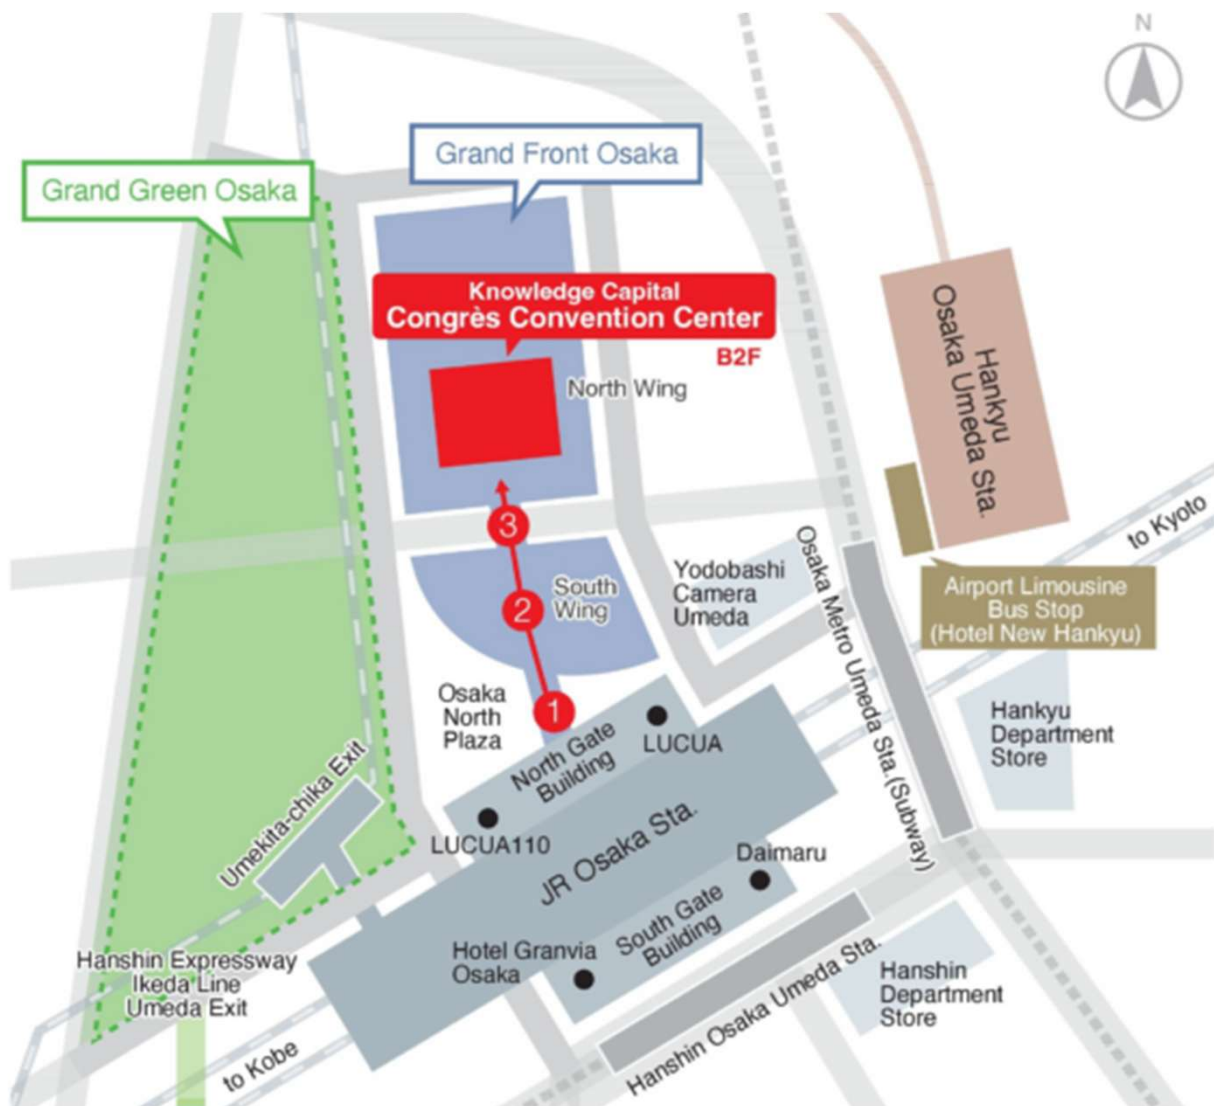 N
Grand Front Osaka
Grand Green Osaka
Knowledge Capital
Congrès Convention Center
B2F
North Wing
Hankyu
Osaka Umeda Sta.
3
to Kyoto
Osaka Metro Umeda Sta.(Subway)
Yodobashi
Camera
Umeda
South
Wing
2
Airport Limousine
Bus Stop
(Hotel New Hankyu)
Osaka
North
Plaza
1
LUCUA
North Gate
Building
Hankyu
Department
Store
Umekita-chika Exit
LUCUA110
JR Osaka Sta.
Daimaru
South Gate
Building
Hotel Granvia
Osaka
Hanshin Expressway
Ikeda Line
Umeda Exit
Hanshin
Department
Store
Hanshin Osaka Umeda Sta.
to Kobe